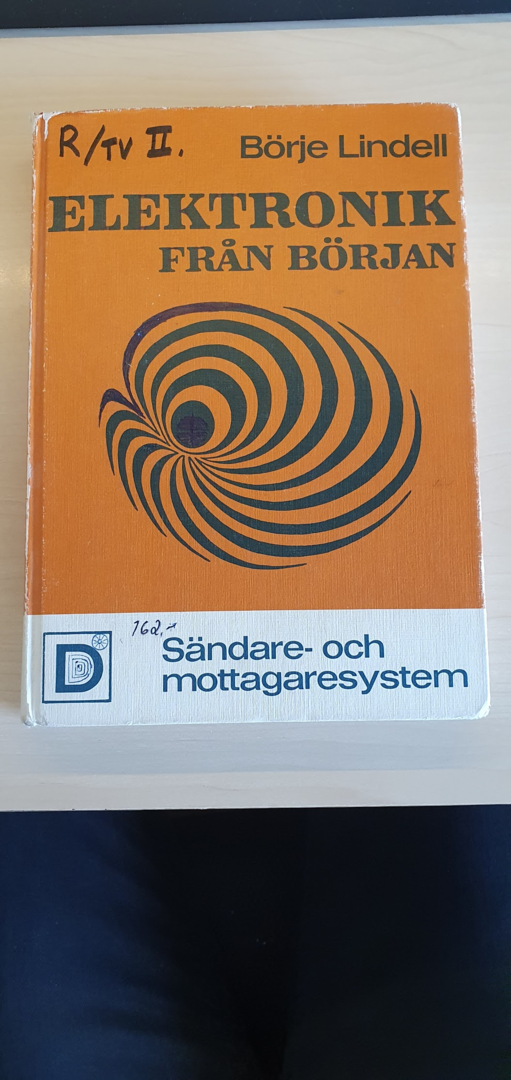 R/TV II.
Börje Lindell
ELEKTRONIK
FRÅN BÖRJAN
162,-
Sändare- och
mottagaresystem
D